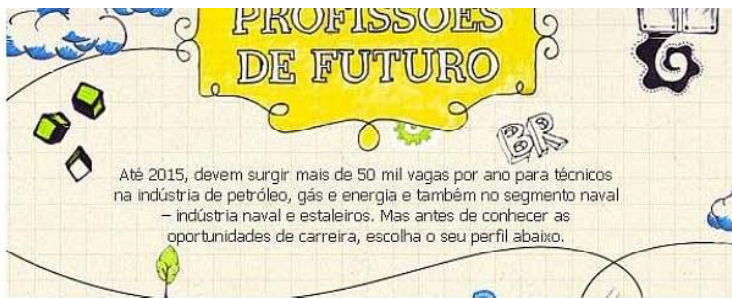 PROFISSÕES
DE FUTURO
BR
Até 2015, devem surgir mais de 50 mil vagas por ano para técnicos
na indústria de petróleo, gás e energia e também no segmento naval
– indústria naval e estaleiros. Mas antes de conhecer as
oportunidades de carreira, escolha o seu perfil abaixo.